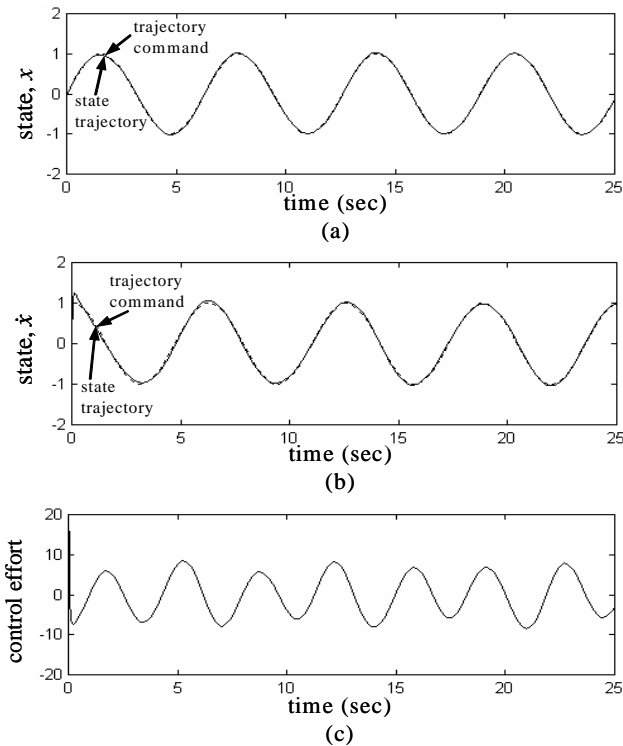 2
trajectory
command
1
state, x
0
state
trajectory
-1
-2
0 5 10 15 20 25
time (sec)
(a)
2
trajectory
command
1
state, ẋ
0
-1
state
trajectory
-2
0 5 10 15 20 25
time (sec)
(b)
20
10
control effort
0
-10
-20
0 5 10 15 20 25
time (sec)
(c)